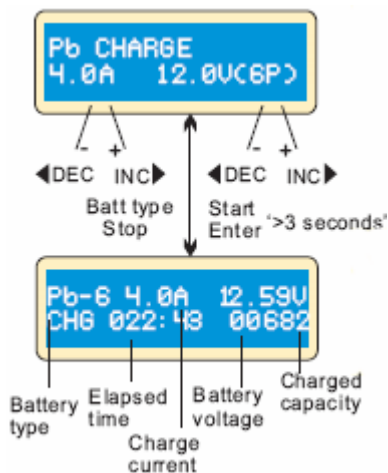 Pb CHARGE
4.0A 12.0V(6P)
- + - +
◀DEC INC▶ ◀DEC INC▶
Batt type Start
Stop Enter ">3 seconds"
Pb-6 4.0A 12.59V
CHG 022:43 00682
Battery type
Elapsed time
Charge current
Battery voltage
Charged capacity